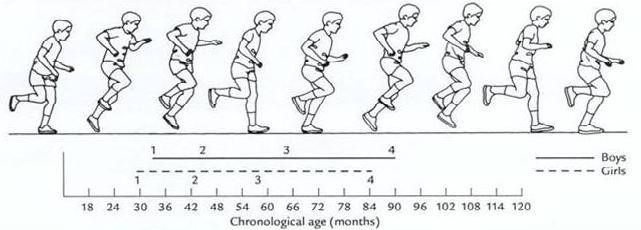 1 2 3 4
Boys
1 2 3 4
Girls
18 24 30 36 42 48 54 60 66 72 78 84 90 96 102 108 114 120
Chronological age (months)